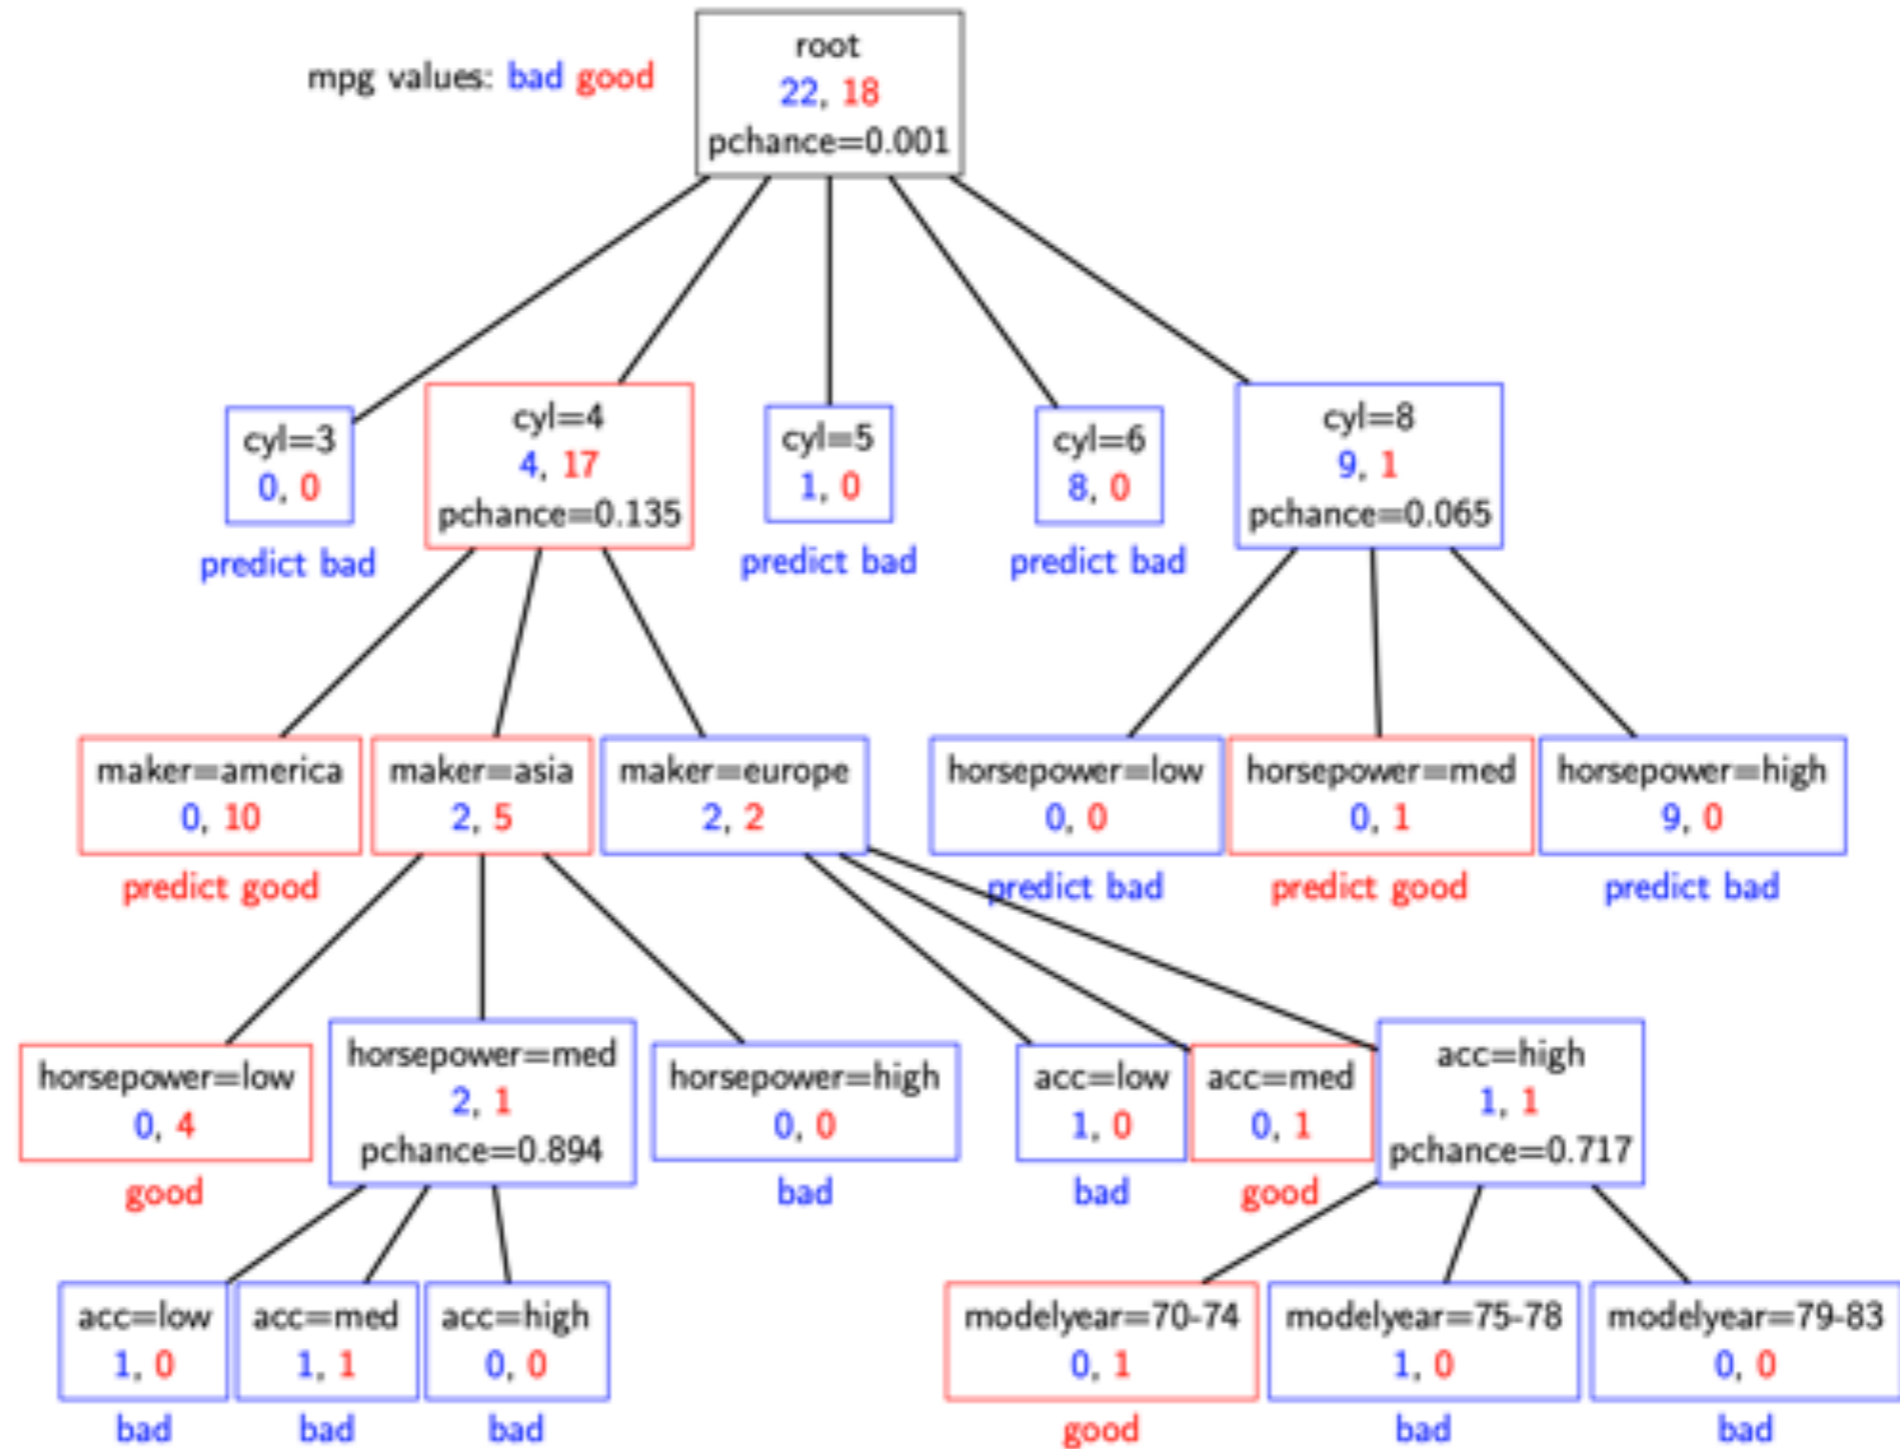 mpg values: bad good
root
22, 18
pchance=0.001
cyl=3
0, 0
predict bad
cyl=4
4, 17
pchance=0.135
cyl=5
1, 0
predict bad
cyl=6
8, 0
predict bad
cyl=8
9, 1
pchance=0.065
maker=america
0, 10
predict good
maker=asia
2, 5
maker=europe
2, 2
horsepower=low
0, 0
predict bad
horsepower=med
0, 1
predict good
horsepower=high
9, 0
predict bad
horsepower=low
0, 4
good
horsepower=med
2, 1
pchance=0.894
horsepower=high
0, 0
bad
acc=low
1, 0
bad
acc=med
0, 1
good
acc=high
1, 1
pchance=0.717
acc=low
1, 0
bad
acc=med
1, 1
bad
acc=high
0, 0
bad
modelyear=70-74
0, 1
good
modelyear=75-78
1, 0
bad
modelyear=79-83
0, 0
bad